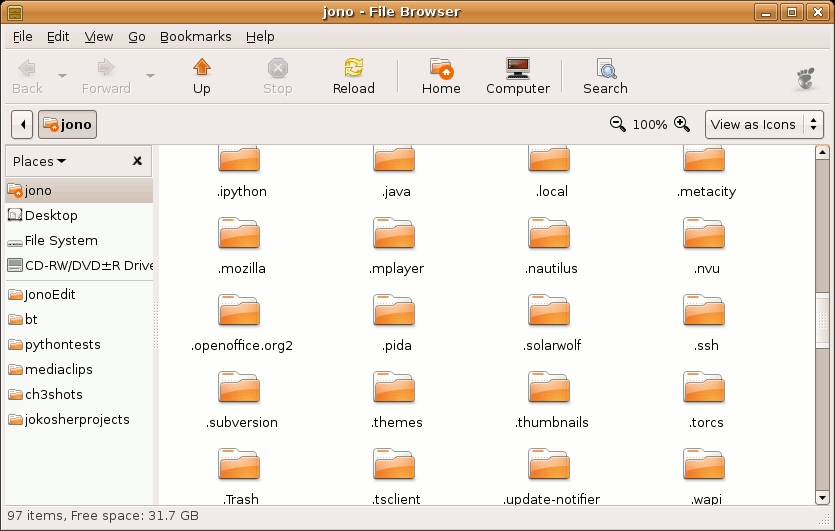 jono - File Browser
File Edit View Go Bookmarks Help
Back Forward Up Stop Reload Home Computer Search
jono 100% View as Icons
Places
jono
Desktop
File System
CD-RW/DVD±R Drive
JonoEdit
bt
pythontests
mediaclips
ch3shots
jokosherprojects
.ipython .java .local .metacity
.mozilla .mplayer .nautilus .nvu
.openoffice.org2 .pida .solarwolf .ssh
.subversion .themes .thumbnails .torcs
.Trash .tsclient .update-notifier .wapi
97 items, Free space: 31.7 GB